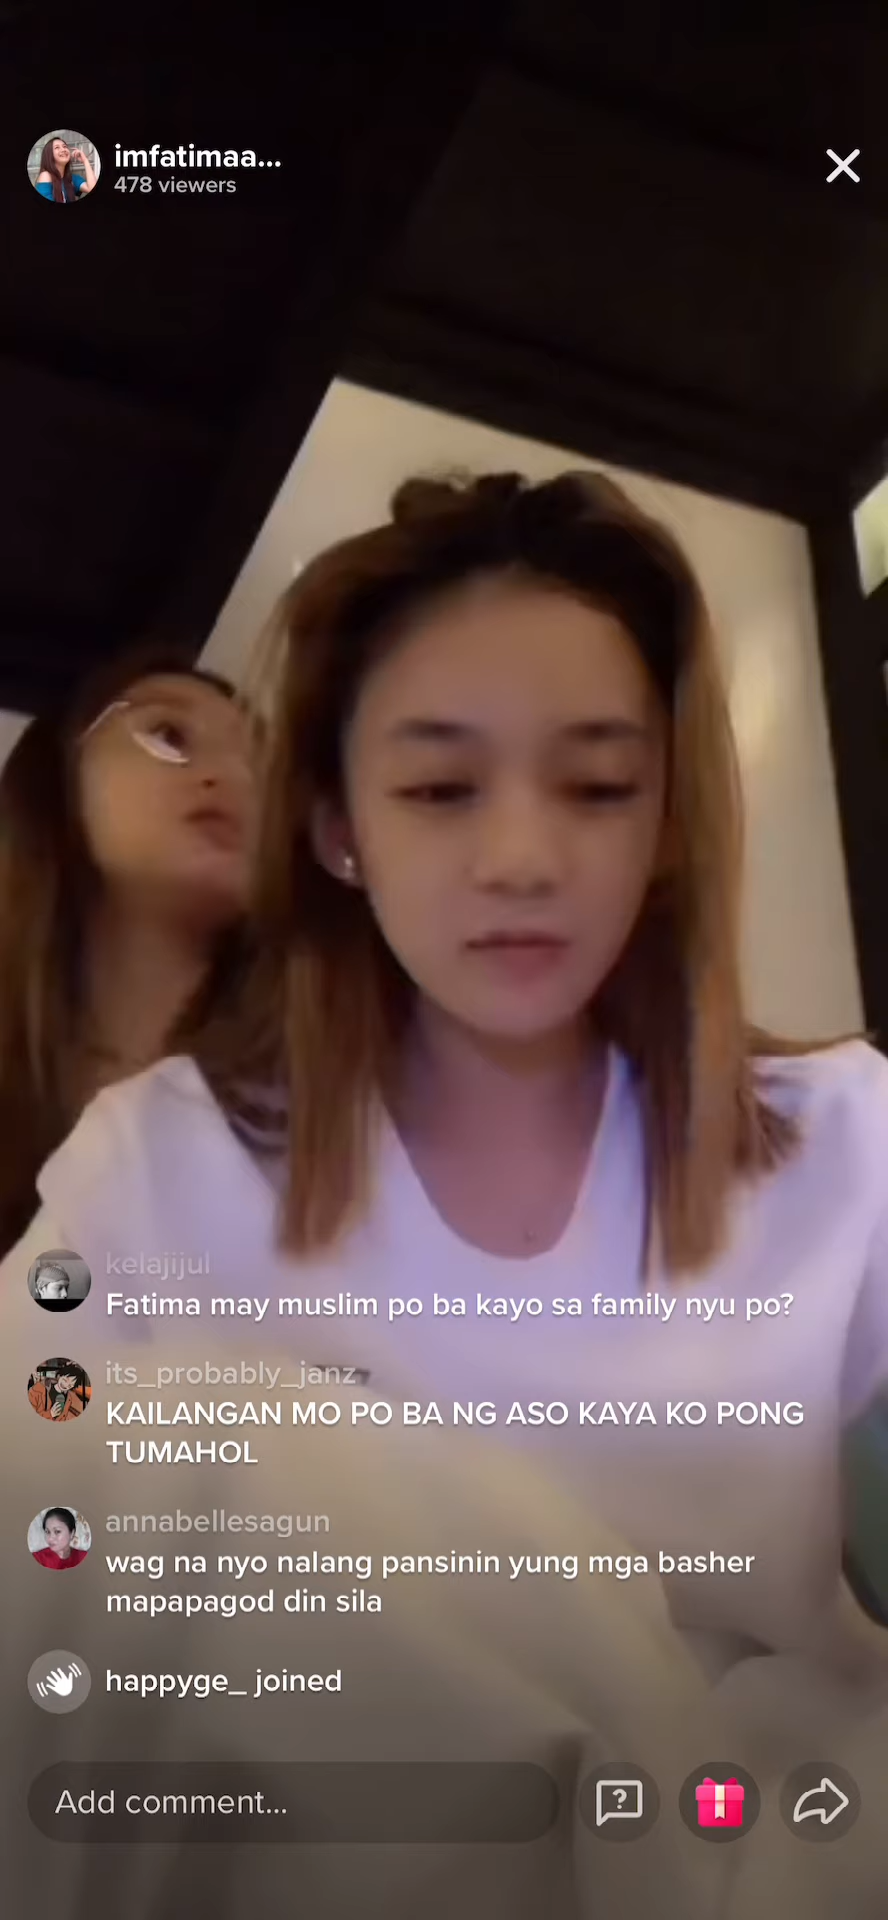 imfatimaa...
478 viewers
kelajijul
Fatima may muslim po ba kayo sa family nyu po?
its_probably_janz
KAILANGAN MO PO BA NG ASO KAYA KO PONG
TUMAHOL
annabellesagun
wag na nyo nalang pansinin yung mga basher
mapapagod din sila
happyge_ joined
Add comment...